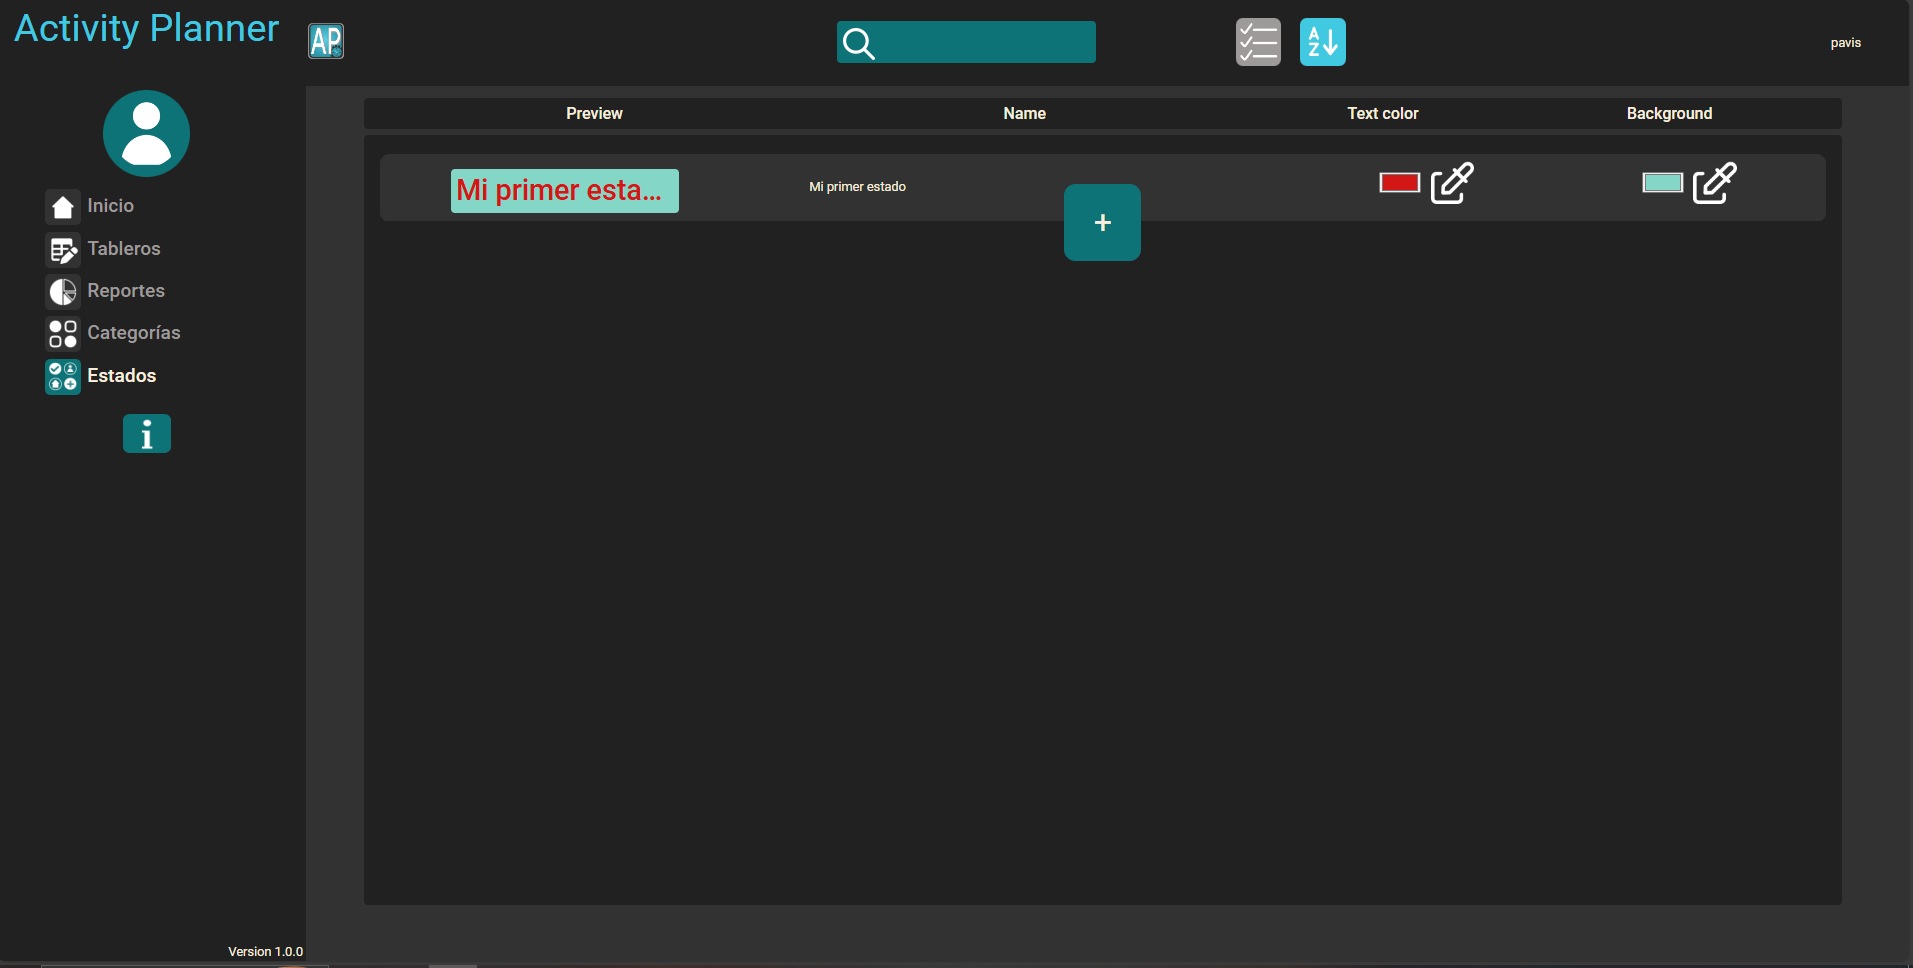 Activity Planner
AP
A
Z
pavis
Preview Name Text color Background
Mi primer esta... Mi primer estado
+
Inicio
Tableros
Reportes
Categorías
Estados
i
Version 1.0.0